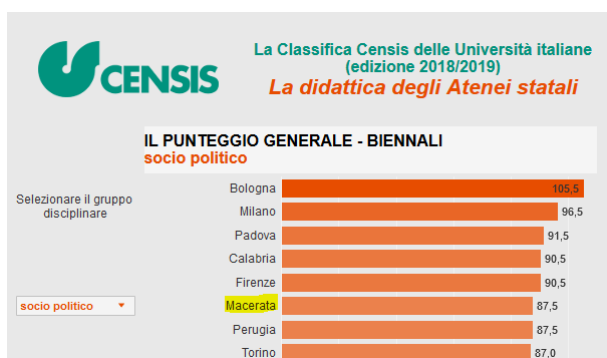 CENSIS
La Classifica Censis delle Università italiane
(edizione 2018/2019)
La didattica degli Atenei statali
IL PUNTEGGIO GENERALE - BIENNALI
socio politico
Selezionare il gruppo
disciplinare
socio politico
Bologna 105,5
Milano 96,5
Padova 91,5
Calabria 90,5
Firenze 90,5
Macerata 87,5
Perugia 87,5
Torino 87,0